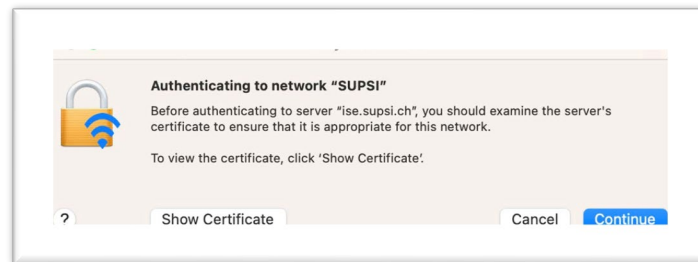 Authenticating to network “SUPSI”
Before authenticating to server “ise.supsi.ch”, you should examine the server's
certificate to ensure that it is appropriate for this network.
To view the certificate, click ‘Show Certificate’.
? Show Certificate Cancel Continue